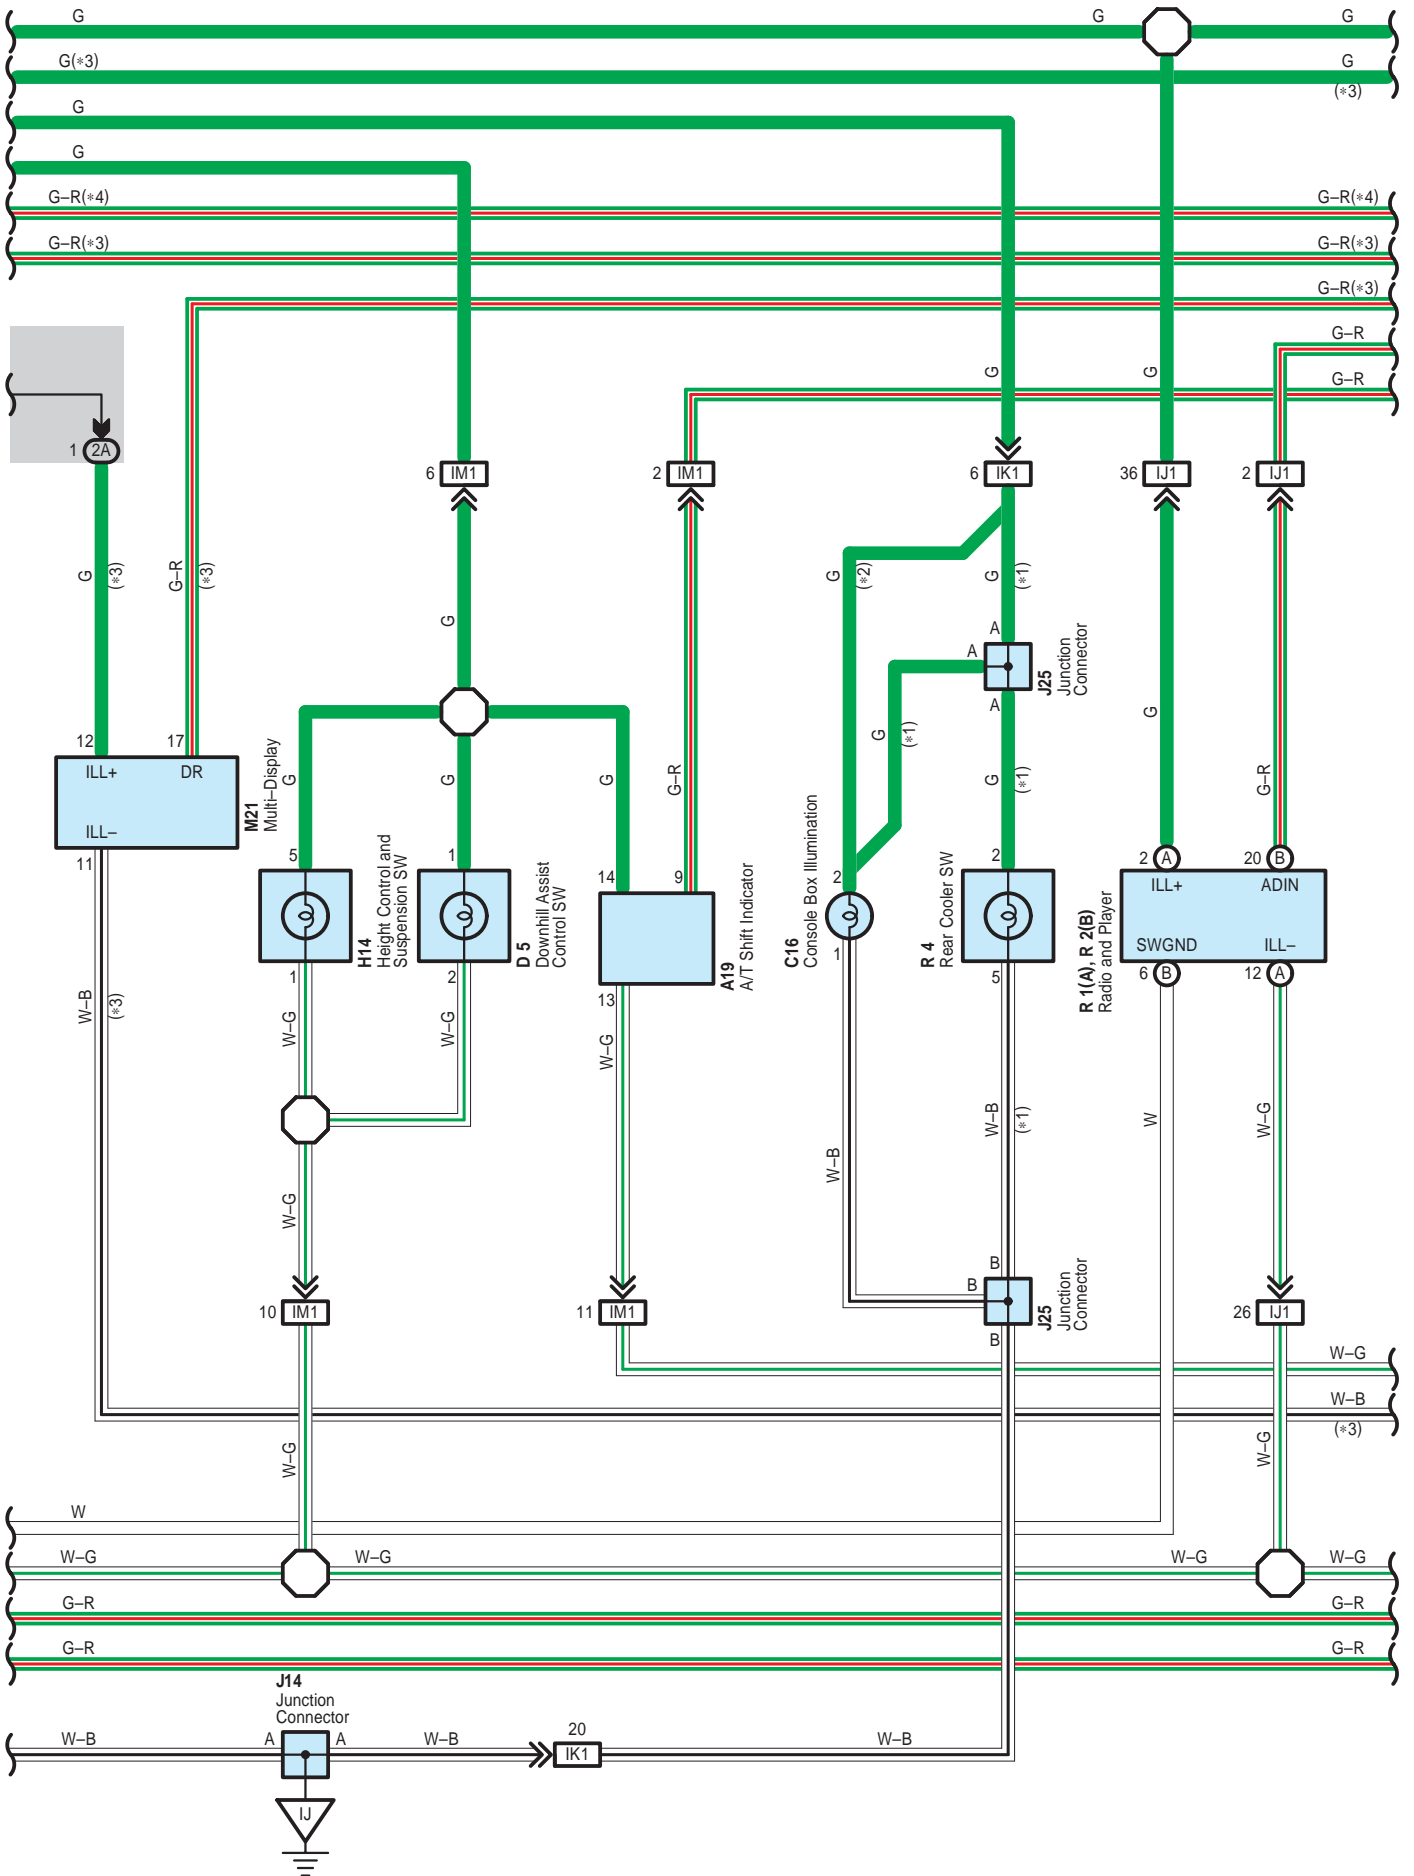 G G G
G(*3) G
(*3)
G
G
G–R(*4) G–R(*4)
G–R(*3) G–R(*3)
G–R(*3)
G–R
G–R
G G
1 2A
6 IM1 2 IM1 6 IK1 36 IJ1 2 IJ1
G (*3) G–R (*3) G (*2) G (*1)
G
A
A
A
J25
Junction
Connector
G (*1) G
12 17
ILL+ DR
ILL–
11
M21
Multi–Display
G G G G–R G (*1) G–R
5 1 14 9 2 2 2 A 20 B
H14
Height Control and
Suspension SW
D 5
Downhill Assist
Control SW
A19
A/T Shift Indicator
C16
Console Box Illumination
R 4
Rear Cooler SW
ILL+ ADIN
SWGND ILL–
R 1(A), R 2(B)
Radio and Player
1 2 13 1 5 6 B 12 A
W–B (*3) W–G W–G W–G
W–B W–B (*1) W W–G
W–G
B
B
B
J25
Junction
Connector
10 IM1 11 IM1 26 IJ1
W–G
W–B
(*3)
W–G W–G
W
W–G W–G W–G W–G
G–R G–R
G–R G–R
J14
Junction
Connector
W–B A A W–B 20 IK1 W–B
IJ